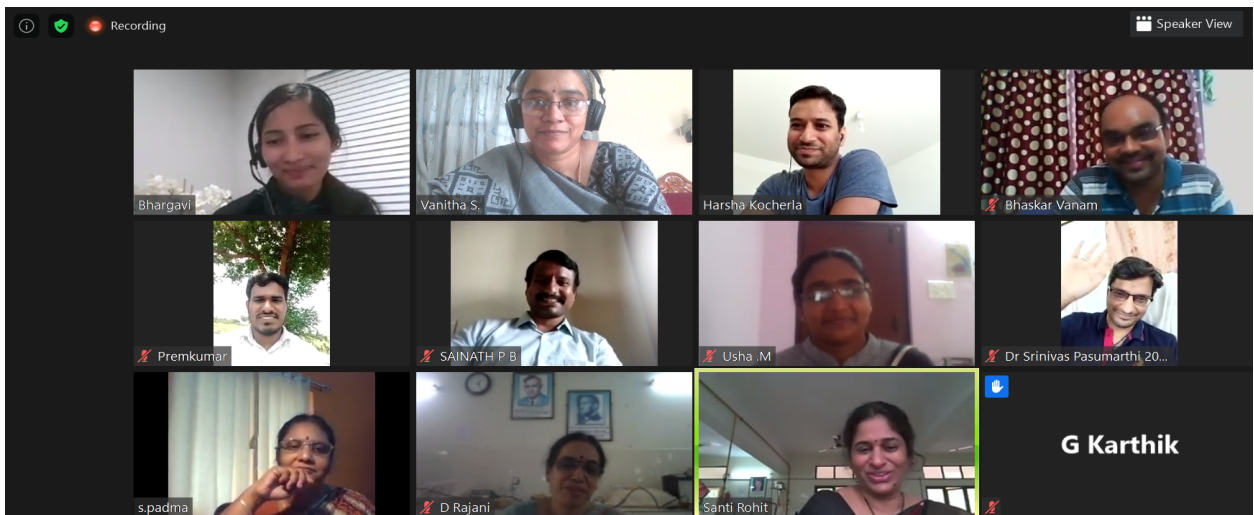 Recording
Speaker View
Bhargavi
Vanitha S.
Harsha Kocherla
Bhaskar Vanam
Premkumar
SAINATH P B
Usha .M
Dr Srinivas Pasumarthi 20...
s.padma
D Rajani
Santi Rohit
G Karthik